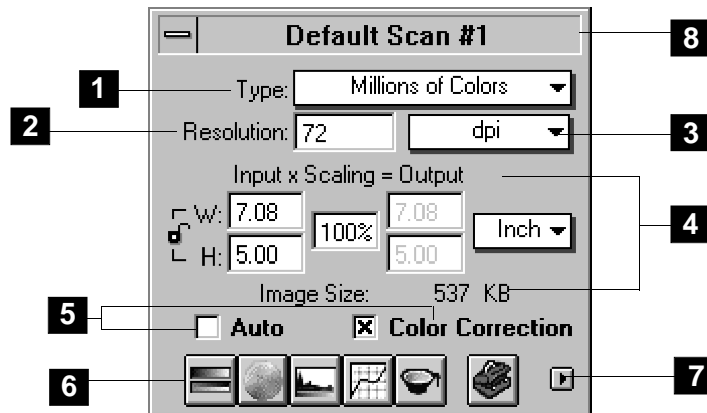 Default Scan #1
8
1
Type: Millions of Colors
2
Resolution: 72 dpi
3
Input x Scaling = Output
W: 7.08 100% 7.08 Inch
4
H: 5.00 5.00
Image Size: 537 KB
5
Auto Color Correction
6
7